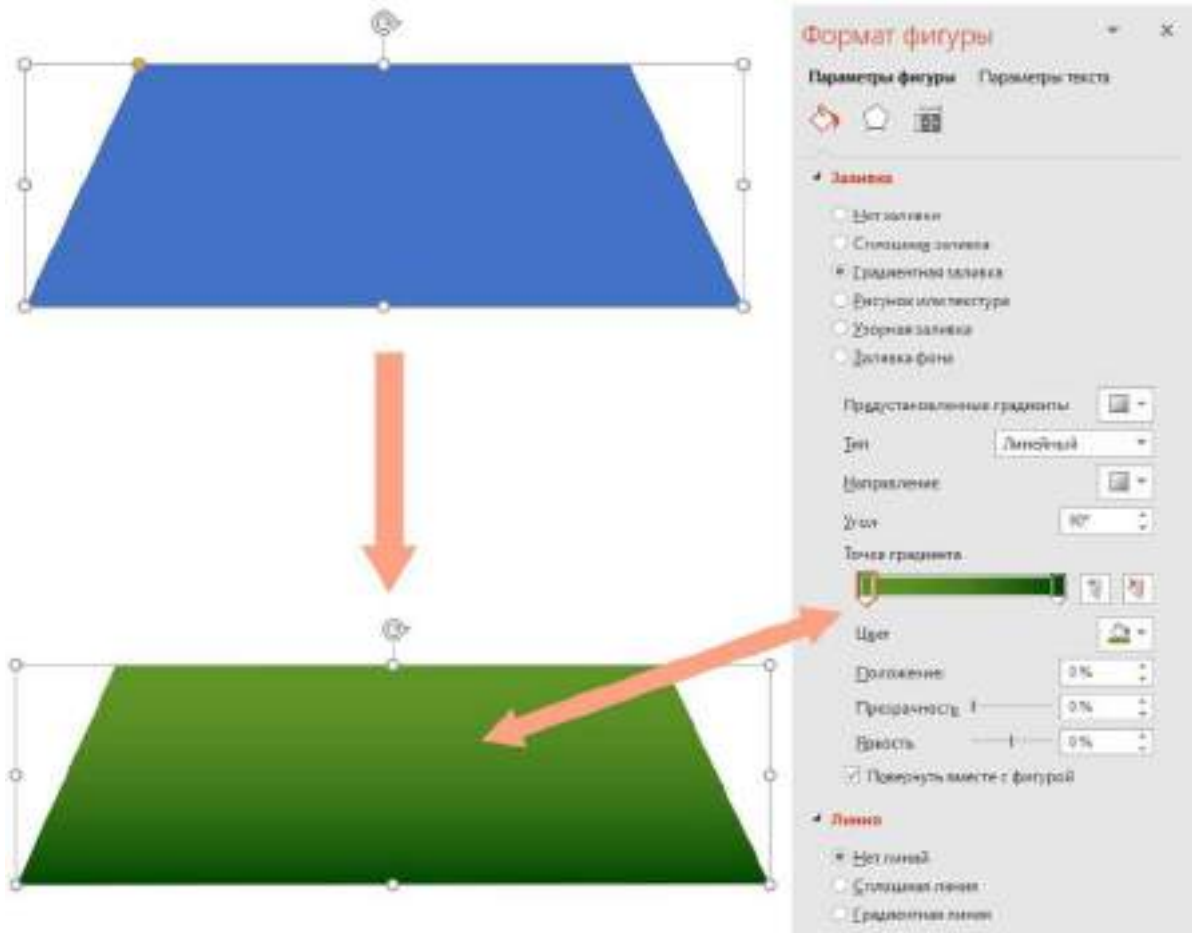 Формат фигуры
Параметры фигуры Параметры текста
Заливка
Нет заливки
Сплошная заливка
Градиентная заливка
Рисунок или текстура
Узорная заливка
Заливка фона
Предустановленные градиенты
Тип Линейный
Направление
Угол 90°
Точки градиента
Цвет
Положение 0 %
Прозрачность 0 %
Яркость 0 %
Повернуть вместе с фигурой
Линия
Нет линий
Сплошная линия
Градиентная линия